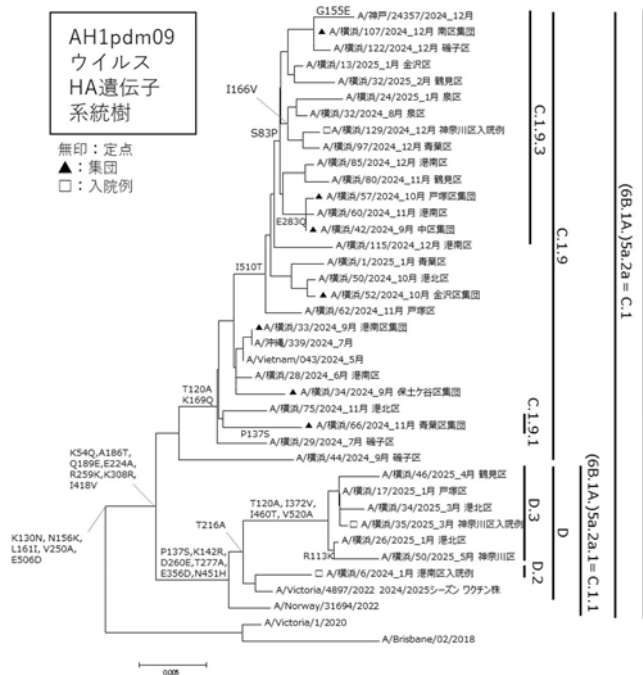 AH1pdm09
ウイルス
HA遺伝子
系統樹
無印：定点
▲：集団
□：入院例
G155E
A/神戸/24357/2024_12月
▲ A/横浜/107/2024_12月 南区集団
A/横浜/122/2024_12月 磯子区
A/横浜/13/2025_1月 金沢区
A/横浜/32/2025_2月 鶴見区
I166V
A/横浜/24/2025_1月 泉区
A/横浜/32/2024_8月 泉区
□ A/横浜/129/2024_12月 神奈川区入院例
A/横浜/97/2024_12月 青葉区
S83P
A/横浜/85/2024_12月 港南区
A/横浜/80/2024_11月 鶴見区
▲ A/横浜/57/2024_10月 戸塚区集団
A/横浜/60/2024_11月 港南区
E283Q
▲ A/横浜/42/2024_9月 中区集団
A/横浜/115/2024_12月 港南区
A/横浜/1/2025_1月 青葉区
I510T
A/横浜/50/2024_10月 港北区
▲ A/横浜/52/2024_10月 金沢区集団
A/横浜/62/2024_11月 戸塚区
▲ A/横浜/33/2024_9月 港南区集団
A/沖縄/339/2024_7月
A/Vietnam/043/2024_5月
A/横浜/28/2024_6月 港南区
T120A
K169Q
▲ A/横浜/34/2024_9月 保土ケ谷区集団
A/横浜/75/2024_11月 港北区
▲ A/横浜/66/2024_11月 青葉区集団
P137S
A/横浜/29/2024_7月 磯子区
A/横浜/44/2024_9月 磯子区
K54Q,A186T,
Q189E,E224A,
R259K,K308R,
I418V
A/横浜/46/2025_4月 鶴見区
A/横浜/17/2025_1月 戸塚区
T120A, I372V,
I460T, V520A
A/横浜/34/2025_3月 港北区
□ A/横浜/35/2025_3月 神奈川区入院例
T216A
A/横浜/26/2025_1月 港北区
R113K
A/横浜/50/2025_5月 神奈川区
K130N, N156K,
L161I, V250A,
E506D
P137S,K142R,
D260E,T277A,
E356D,N451H
□ A/横浜/6/2024_1月 港南区入院例
A/Victoria/4897/2022 2024/2025シーズン ワクチン株
A/Norway/31694/2022
A/Victoria/1/2020
A/Brisbane/02/2018
0.005
C.1.9.3
C.1.9
C.1.9.1
D.3
D.2
D
(6B.1A.)5a.2a = C.1
(6B.1A.)5a.2a.1= C.1.1